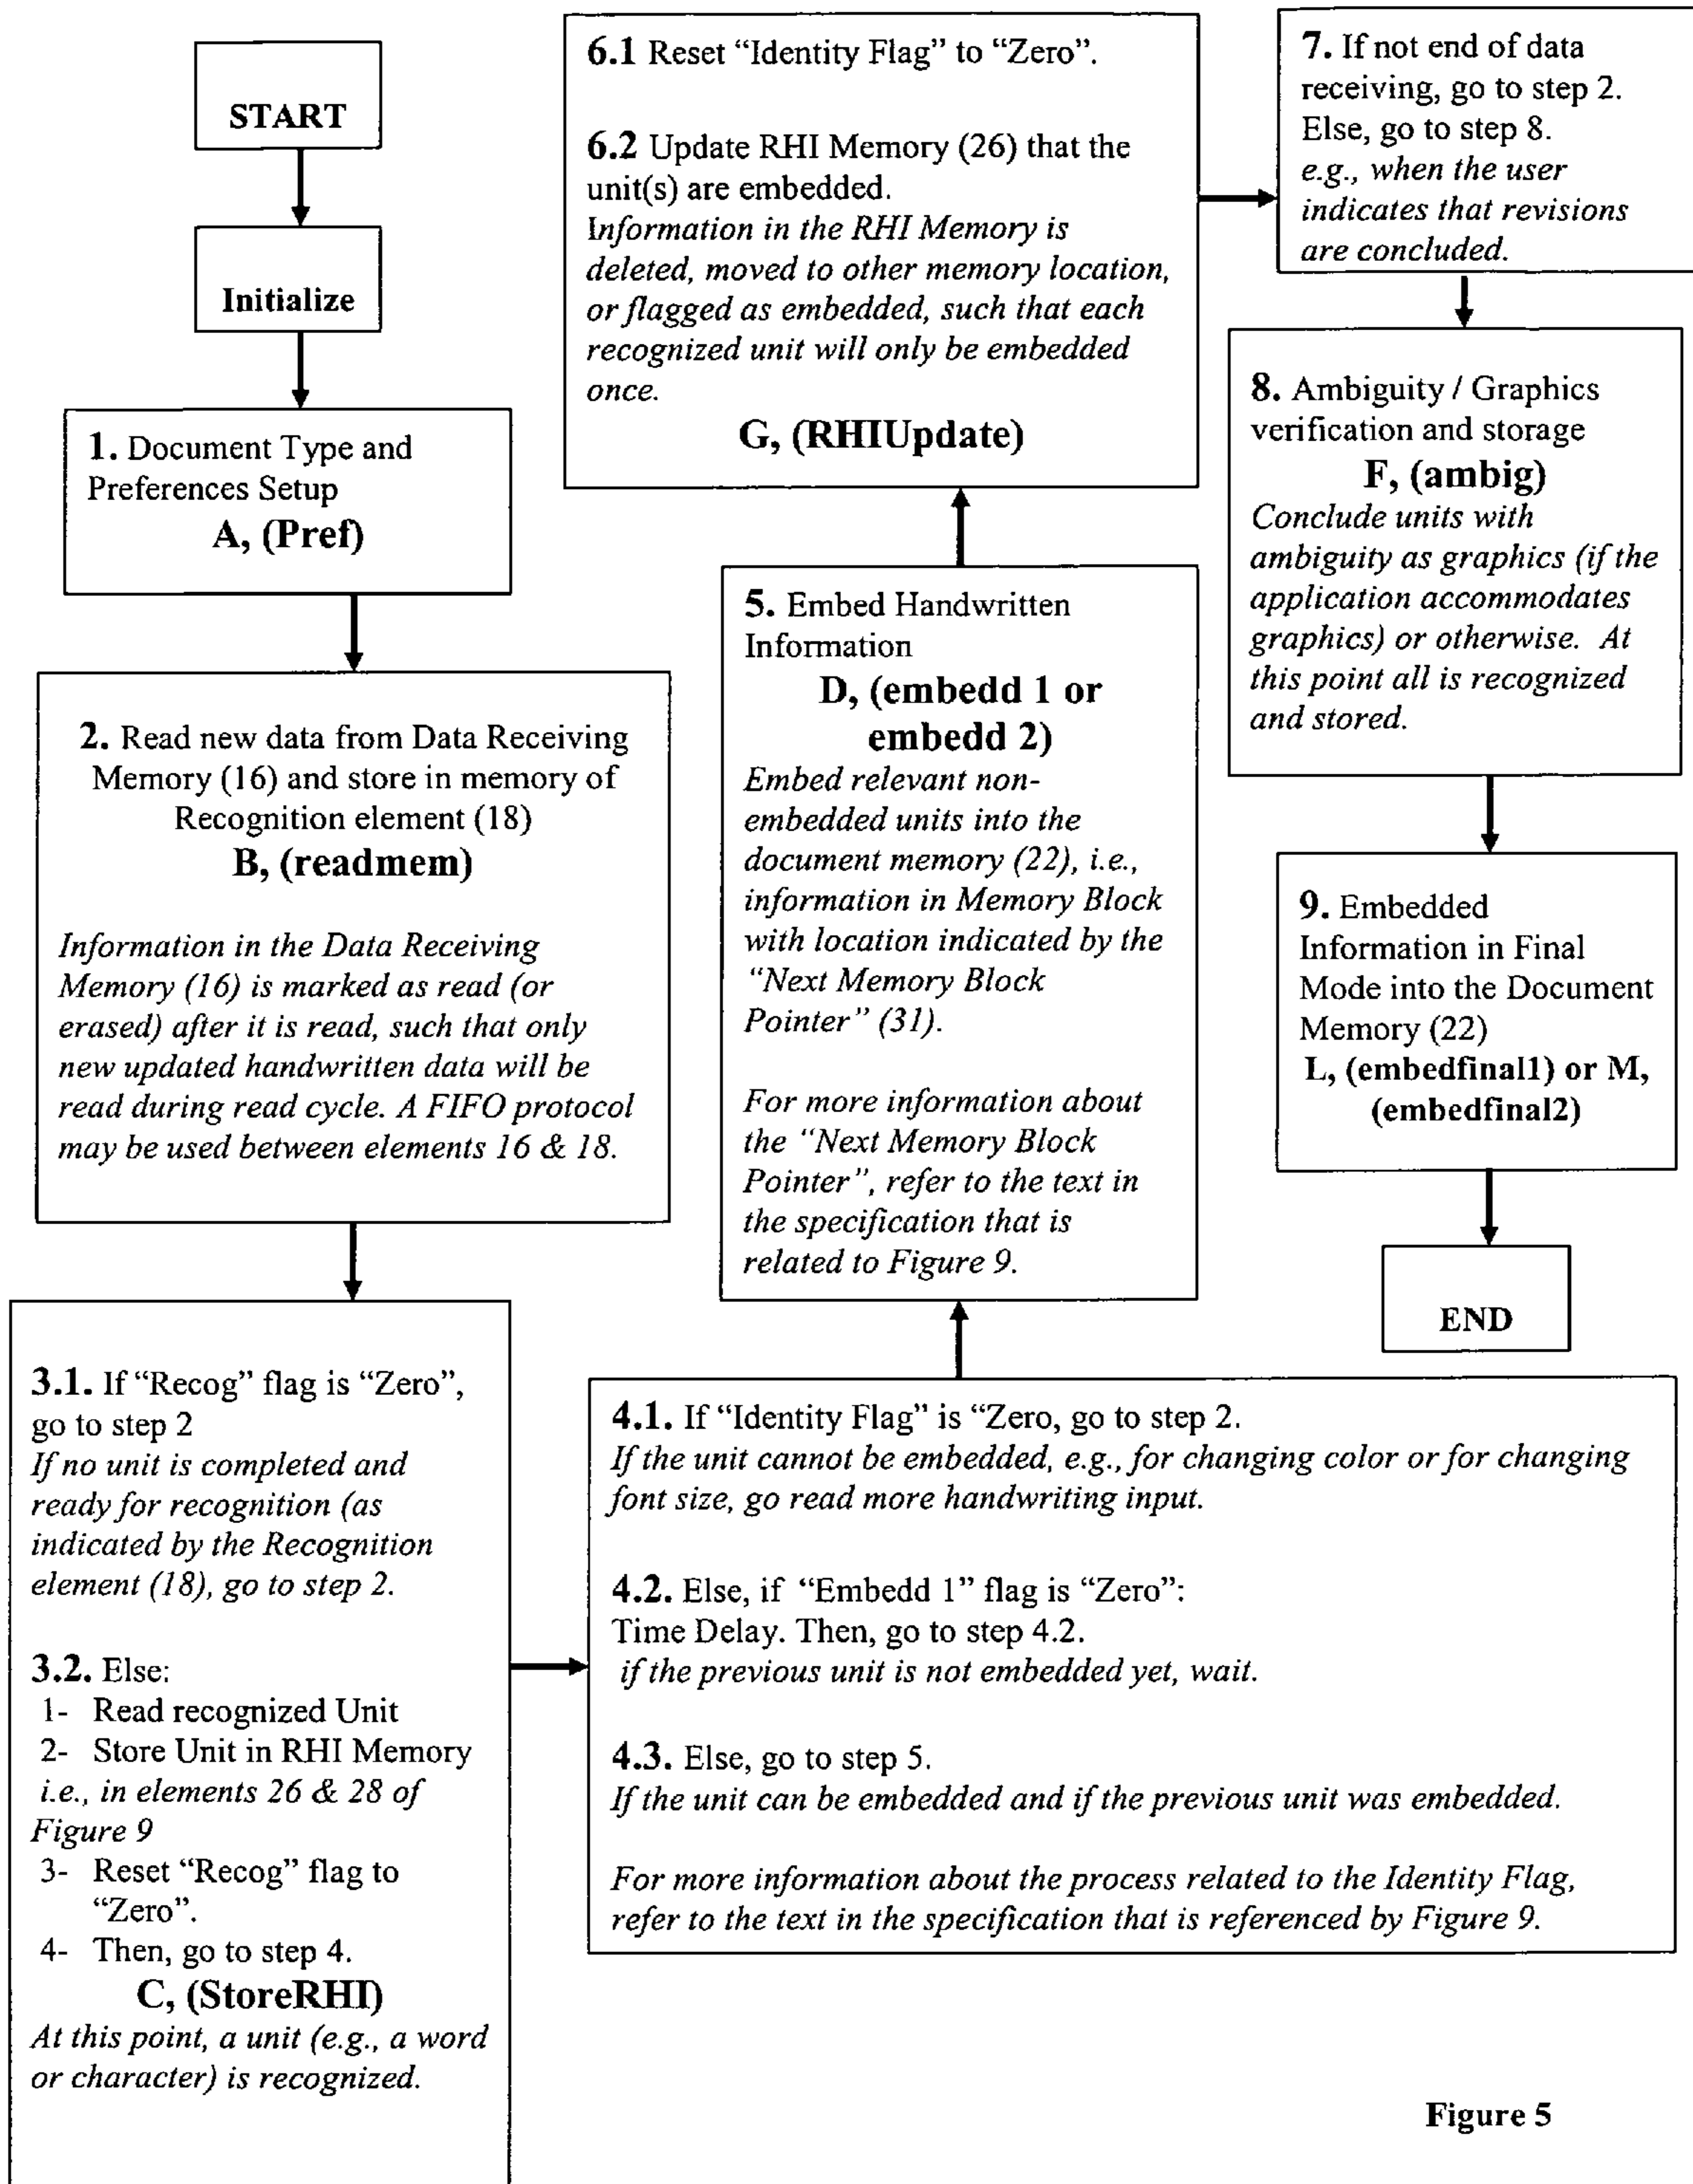 START
Initialize
1. Document Type and
Preferences Setup
A, (Pref)
2. Read new data from Data Receiving
Memory (16) and store in memory of
Recognition element (18)
B, (readmem)
Information in the Data Receiving
Memory (16) is marked as read (or
erased) after it is read, such that only
new updated handwritten data will be
read during read cycle. A FIFO protocol
may be used between elements 16 & 18.
3.1. If “Recog” flag is “Zero”,
go to step 2
If no unit is completed and
ready for recognition (as
indicated by the Recognition
element (18), go to step 2.
3.2. Else:
1- Read recognized Unit
2- Store Unit in RHI Memory
i.e., in elements 26 & 28 of
Figure 9
3- Reset “Recog” flag to
“Zero”.
4- Then, go to step 4.
C, (StoreRHI)
At this point, a unit (e.g., a word
or character) is recognized.
4.1. If “Identity Flag” is “Zero, go to step 2.
If the unit cannot be embedded, e.g., for changing color or for changing
font size, go read more handwriting input.
4.2. Else, if “Embedd 1” flag is “Zero”:
Time Delay. Then, go to step 4.2.
if the previous unit is not embedded yet, wait.
4.3. Else, go to step 5.
If the unit can be embedded and if the previous unit was embedded.
For more information about the process related to the Identity Flag,
refer to the text in the specification that is referenced by Figure 9.
5. Embed Handwritten
Information
D, (embedd 1 or
embedd 2)
Embed relevant non-
embedded units into the
document memory (22), i.e.,
information in Memory Block
with location indicated by the
“Next Memory Block
Pointer” (31).
For more information about
the “Next Memory Block
Pointer”, refer to the text in
the specification that is
related to Figure 9.
6.1 Reset “Identity Flag” to “Zero”.
6.2 Update RHI Memory (26) that the
unit(s) are embedded.
Information in the RHI Memory is
deleted, moved to other memory location,
or flagged as embedded, such that each
recognized unit will only be embedded
once.
G, (RHIUpdate)
7. If not end of data
receiving, go to step 2.
Else, go to step 8.
e.g., when the user
indicates that revisions
are concluded.
8. Ambiguity / Graphics
verification and storage
F, (ambig)
Conclude units with
ambiguity as graphics (if the
application accommodates
graphics) or otherwise. At
this point all is recognized
and stored.
9. Embedded
Information in Final
Mode into the Document
Memory (22)
L, (embedfinal1) or M,
(embedfinal2)
END
Figure 5